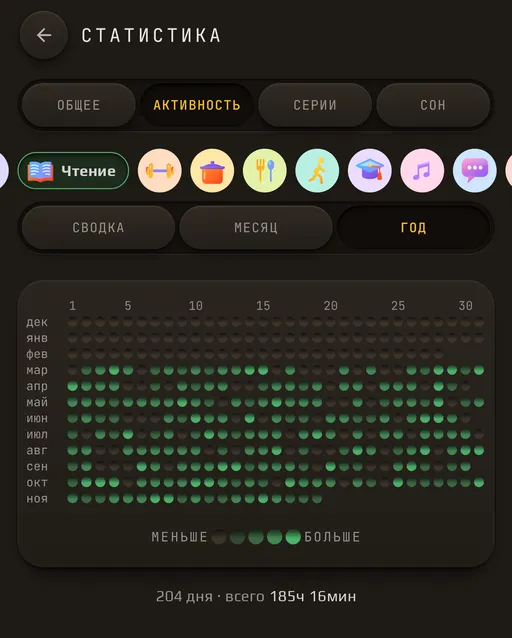 СТАТИСТИКА
ОБЩЕЕ АКТИВНОСТЬ СЕРИИ СОН
Чтение
СВОДКА МЕСЯЦ ГОД
1 5 10 15 20 25 30
дек
янв
фев
мар
апр
май
июн
июл
авг
сен
окт
ноя
МЕНЬШЕ БОЛЬШЕ
204 дня · всего 185ч 16мин